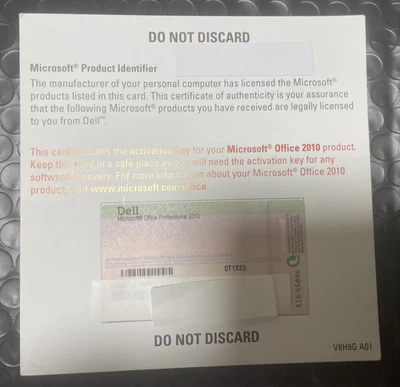 DO NOT DISCARD
Microsoft® Product Identifier
The manufacturer of your personal computer has licensed the Microsoft®
products listed in this card. This certificate of authenticity is your assurance
that the following Microsoft® products you have received are legally licensed
to you from Dell™.
This card includes the activation key for your Microsoft® Office 2010 product.
Keep this card in a safe place as you will need the activation key for any
software recovery. For more information about your Microsoft® Office 2010
product, visit www.microsoft.com/office.
Dell
Microsoft Office Professional 2010
0T1X23
X16-55006
DO NOT DISCARD
V8H9G A01